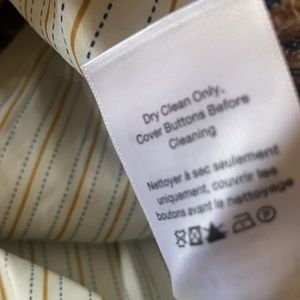 Dry Clean Only,
Cover Buttons Before
Cleaning
Nettoyer à sec seulement
uniquement, couvrir les
boutons avant le nettoyage